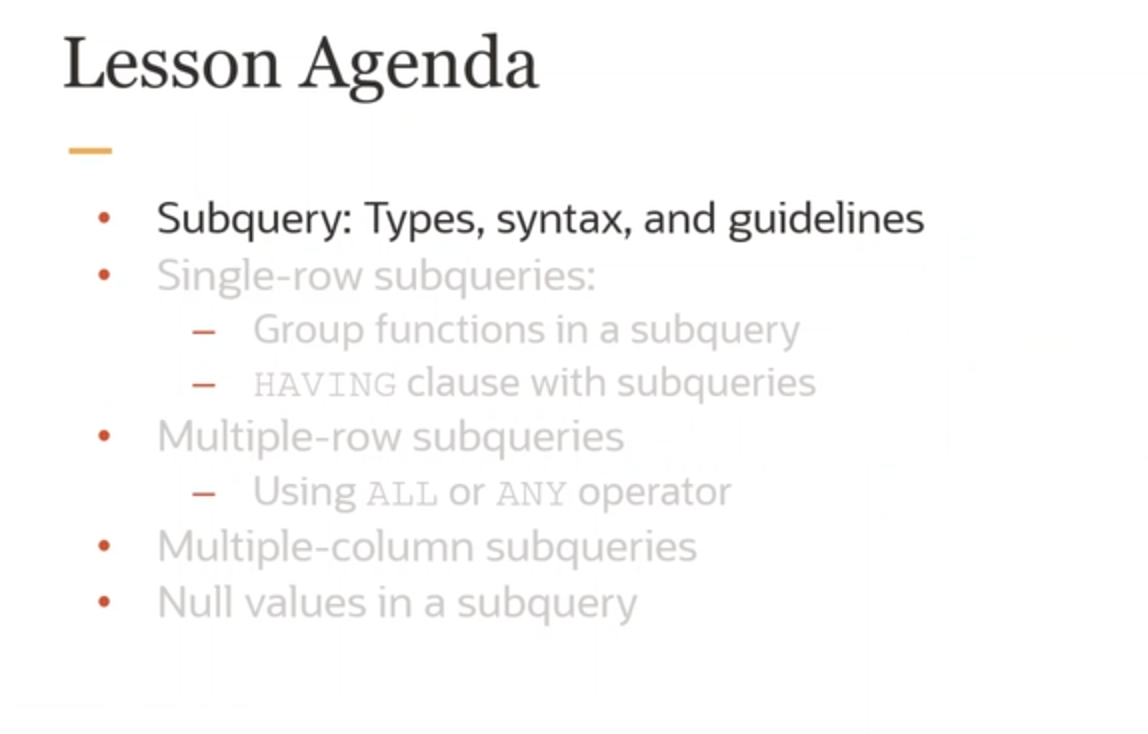 Lesson Agenda
Subquery: Types, syntax, and guidelines
Single-row subqueries:
Group functions in a subquery
HAVING clause with subqueries
Multiple-row subqueries
Using ALL or ANY operator
Multiple-column subqueries
Null values in a subquery